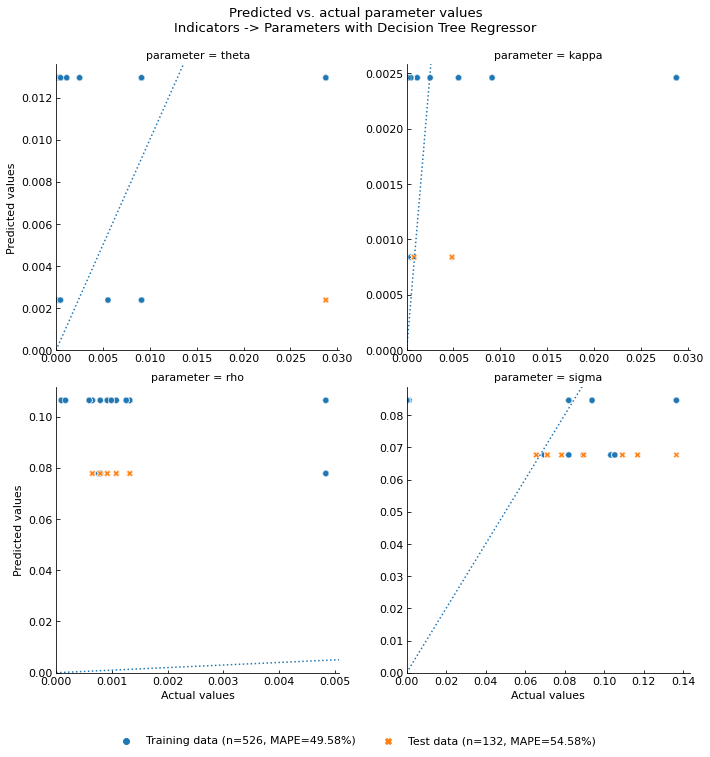 Predicted vs. actual parameter values
Indicators -> Parameters with Decision Tree Regressor
parameter = theta
parameter = kappa
Predicted values
0.012
0.010
0.008
0.006
0.004
0.002
0.000
0.000 0.005 0.010 0.015 0.020 0.025 0.030
0.0025
0.0020
0.0015
0.0010
0.0005
0.0000
0.000 0.005 0.010 0.015 0.020 0.025 0.030
parameter = rho
parameter = sigma
Predicted values
0.10
0.08
0.06
0.04
0.02
0.00
0.000 0.001 0.002 0.003 0.004 0.005
Actual values
0.08
0.07
0.06
0.05
0.04
0.03
0.02
0.01
0.00
0.00 0.02 0.04 0.06 0.08 0.10 0.12 0.14
Actual values
Training data (n=526, MAPE=49.58%)
Test data (n=132, MAPE=54.58%)